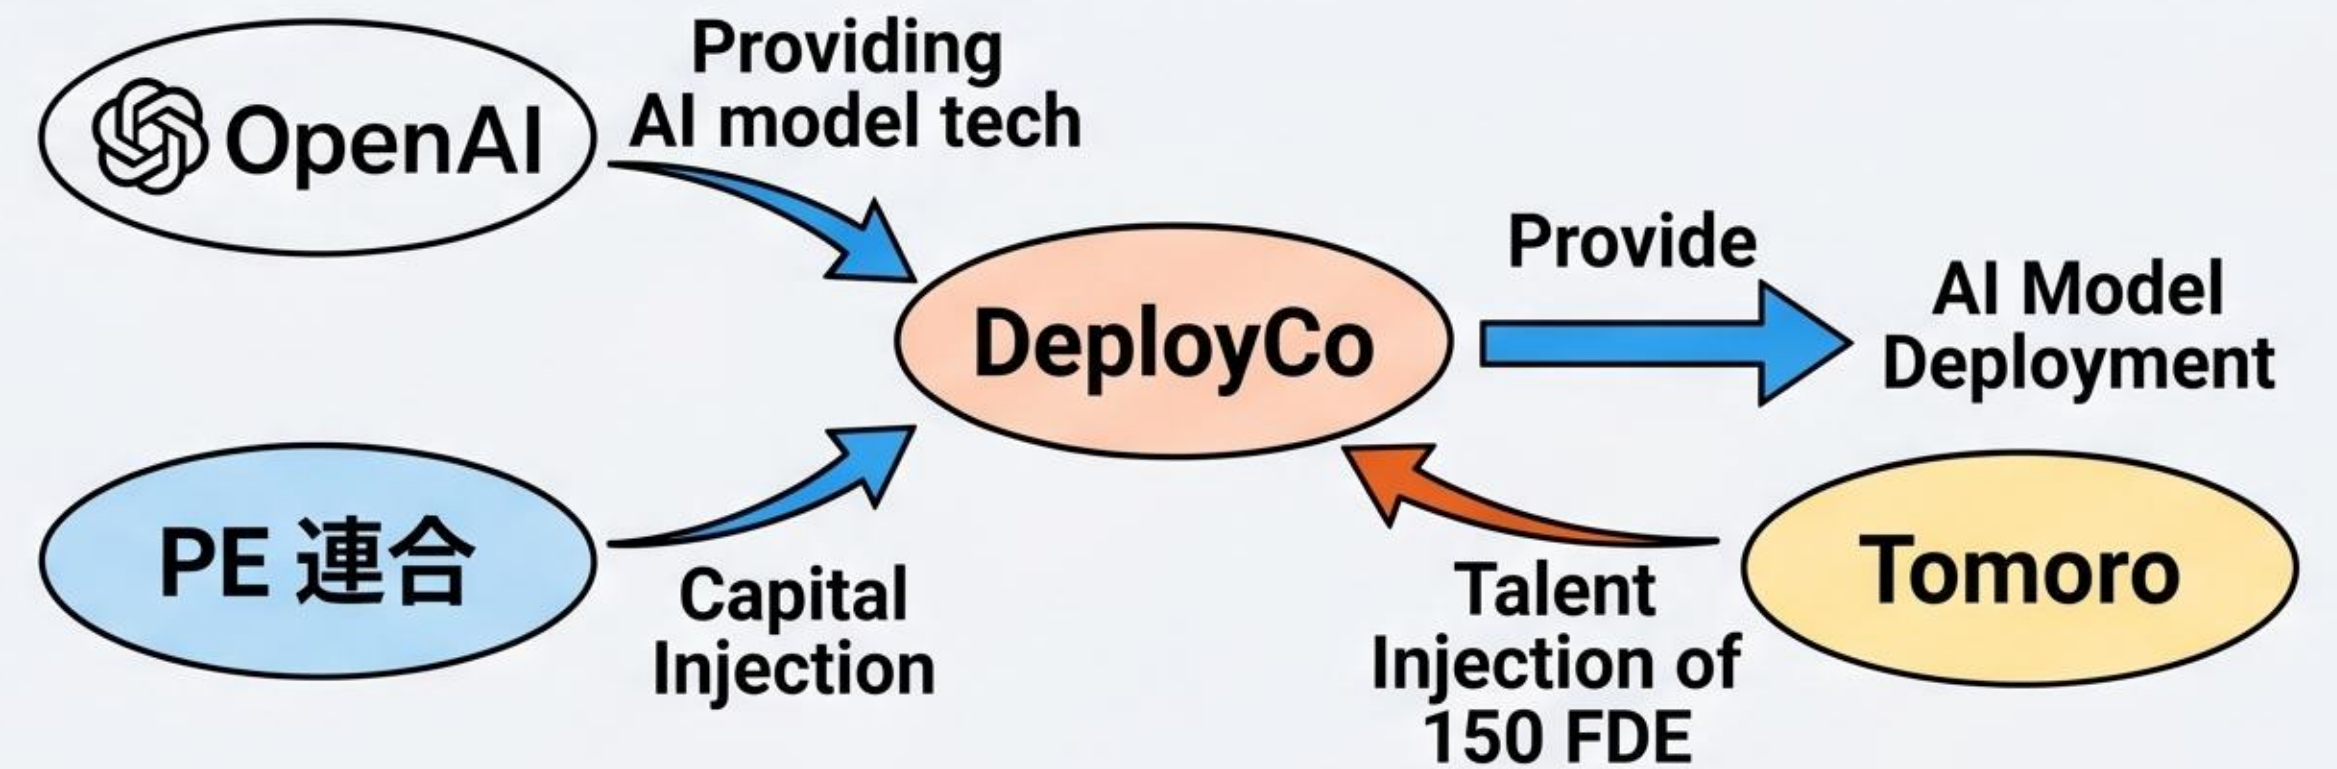 OpenAI
Providing
AI model tech
DeployCo
Provide
AI Model
Deployment
PE 連合
Capital
Injection
Talent
Injection of
150 FDE
Tomoro